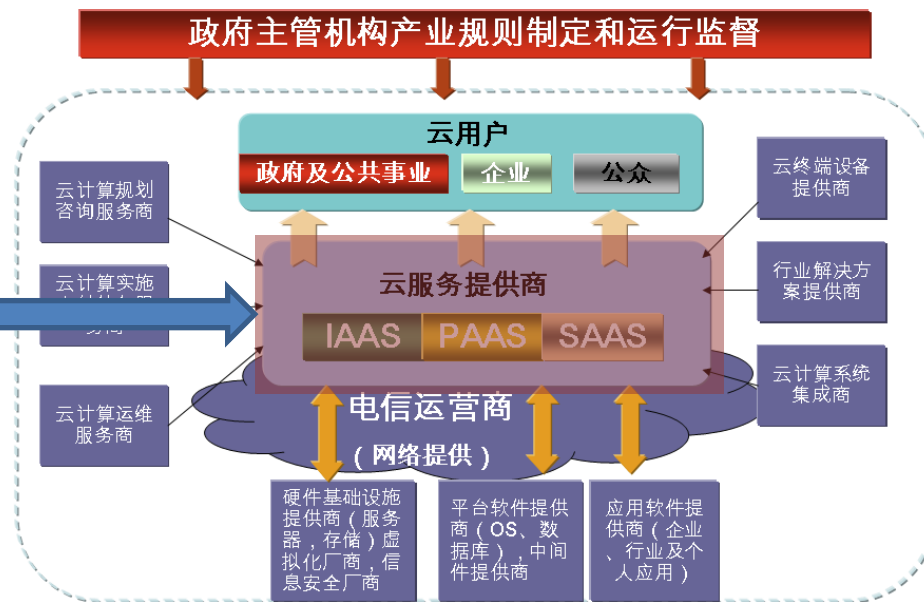 政府主管机构产业规则制定和运行监督
云用户
政府及公共事业
企业
公众
云计算规划
咨询服务商
云计算实施
务商
云计算运维
服务商
云服务提供商
IAAS
PAAS
SAAS
电信运营商
（网络提供）
云终端设备
提供商
行业解决方
案提供商
云计算系统
集成商
硬件基础设施
提供商（服务
器，存储）虚
拟化厂商，信
息安全厂商
平台软件提供
商（OS、数
据库），中间
件提供商
应用软件提
供商（企业
、行业及个
人应用）